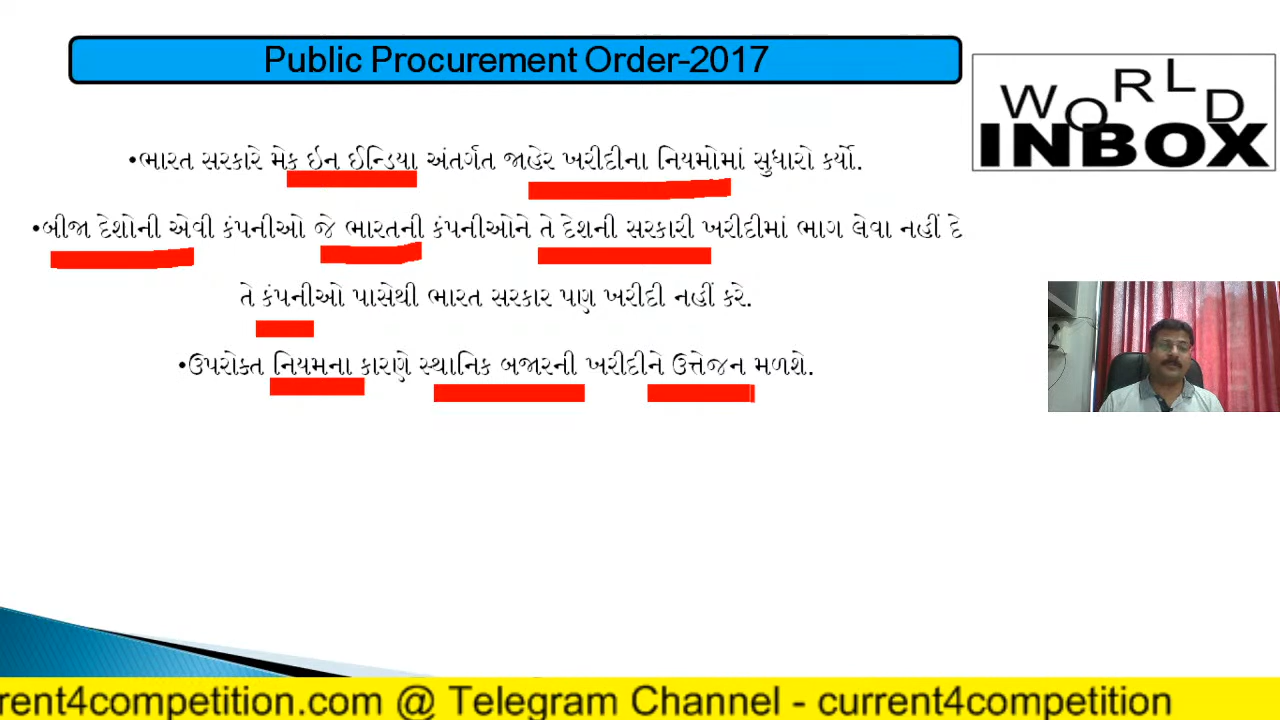 Public Procurement Order-2017
WORLD
INBOX
•ભારત સરકારે મેક ઇન ઈન્ડિયા અંતર્ગત જાહેર ખરીદીના નિયમોમાં સુધારો કર્યો.
•બીજા દેશોની એવી કંપનીઓ જે ભારતની કંપનીઓને તે દેશની સરકારી ખરીદીમાં ભાગ લેવા નહીં દે
તે કંપનીઓ પાસેથી ભારત સરકાર પણ ખરીદી નહીં કરે.
•ઉપરોક્ત નિયમના કારણે સ્થાનિક બજારની ખરીદીને ઉત્તેજન મળશે.
rrent4competition.com @ Telegram Channel - current4competition